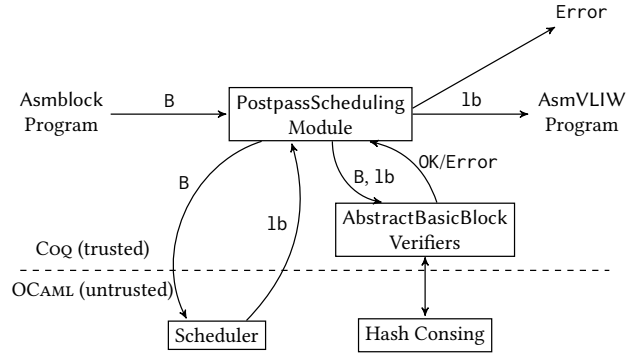 Error
Asmblock
Program
B
PostpassScheduling
Module
lb
AsmVLIW
Program
B
lb
B, lb
OK/Error
AbstractBasicBlock
Verifiers
COQ (trusted)
OCAML (untrusted)
Scheduler
Hash Consing